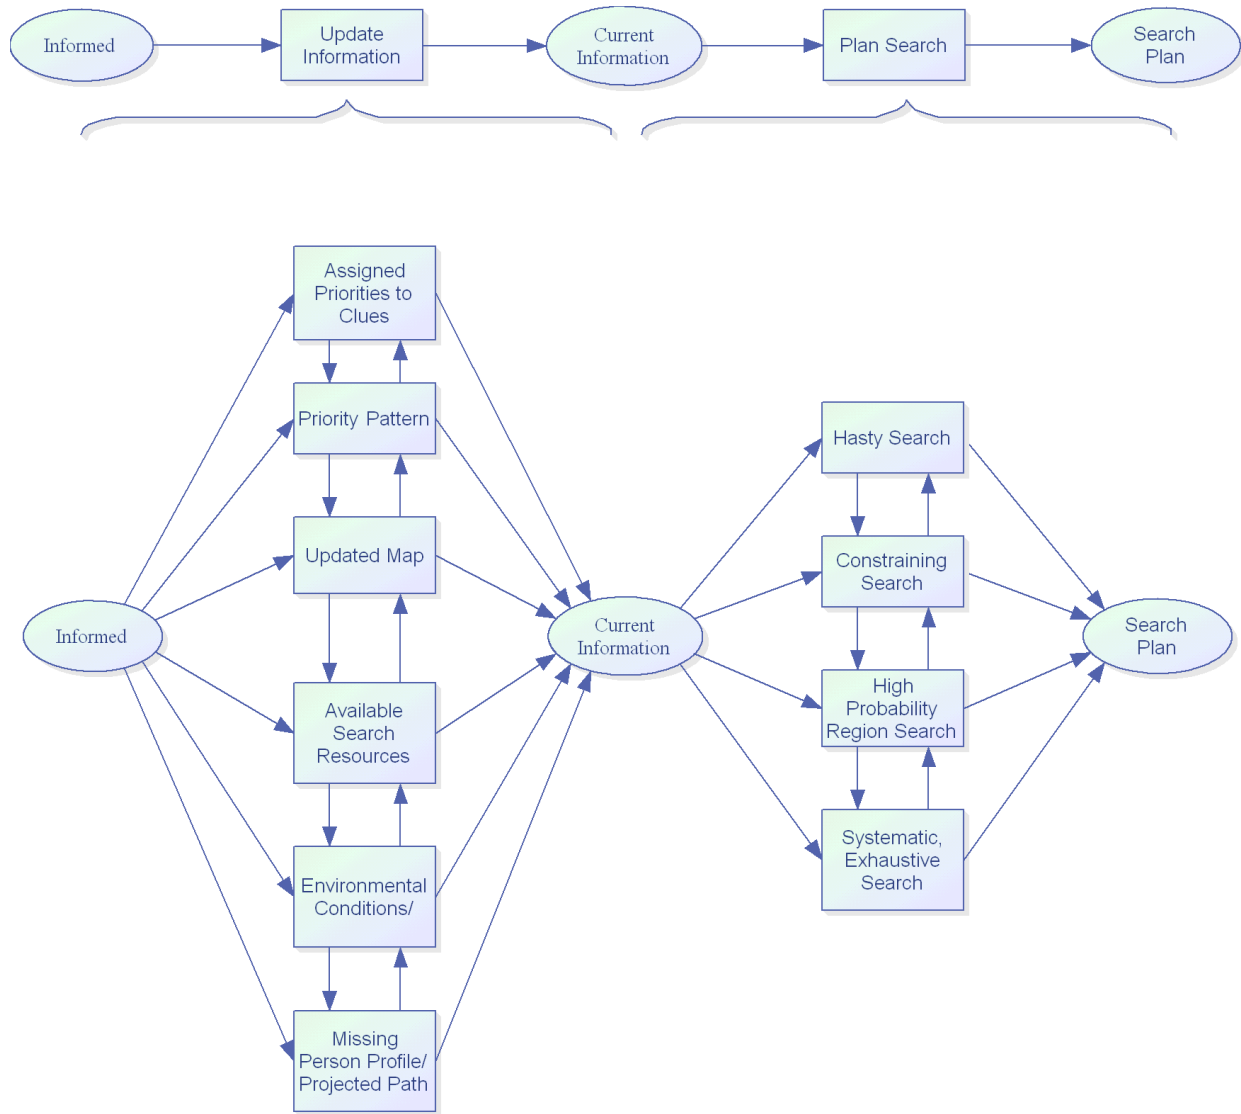 Informed
Update
Information
Current
Information
Plan Search
Search
Plan
Assigned
Priorities to
Clues
Priority Pattern
Updated Map
Available
Search
Resources
Environmental
Conditions/
Missing
Person Profile/
Projected Path
Informed
Current
Information
Hasty Search
Constraining
Search
High
Probability
Region Search
Systematic,
Exhaustive
Search
Search
Plan